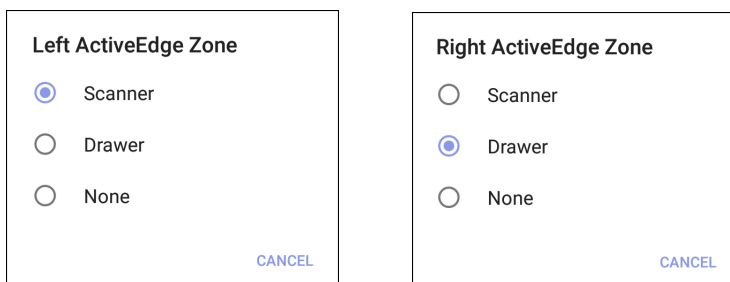 Left ActiveEdge Zone
Scanner
Drawer
None
CANCEL
Right ActiveEdge Zone
Scanner
Drawer
None
CANCEL